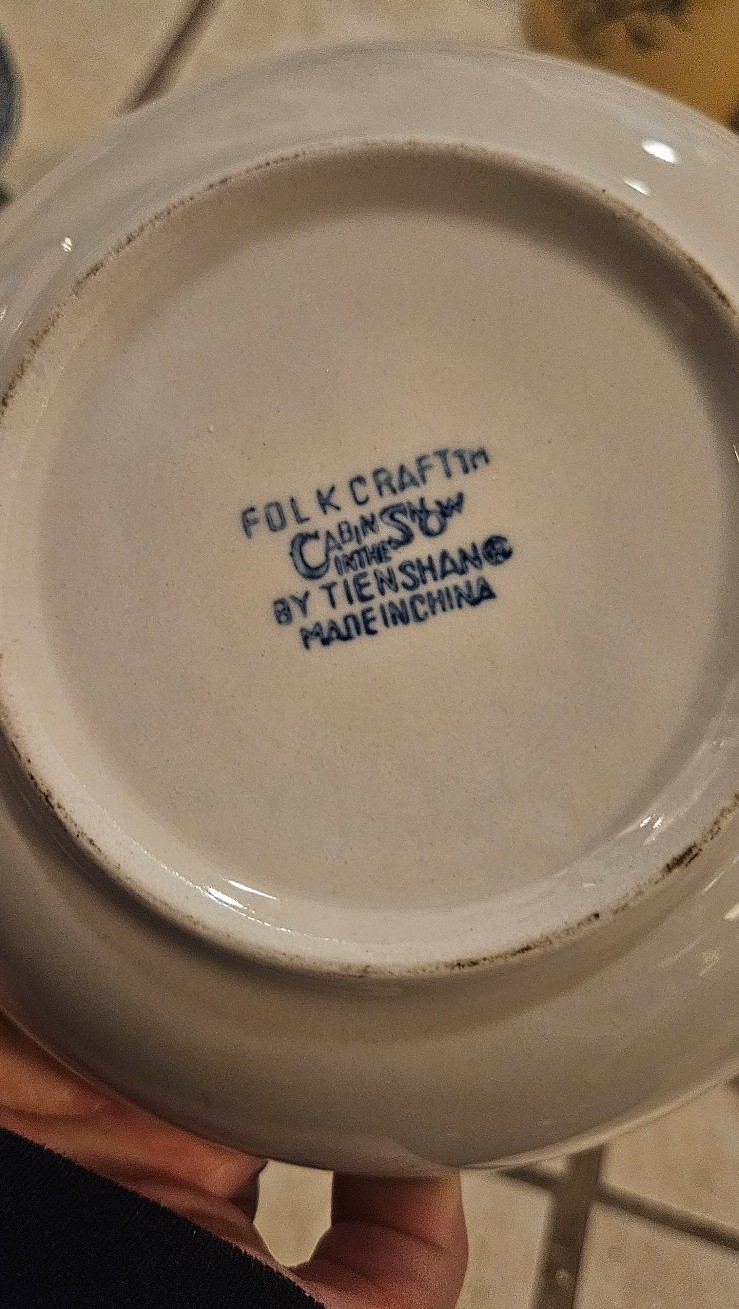 FOLK CRAFT™
CABIN IN THE SNOW
BY TIENSHAN®
MADE IN CHINA